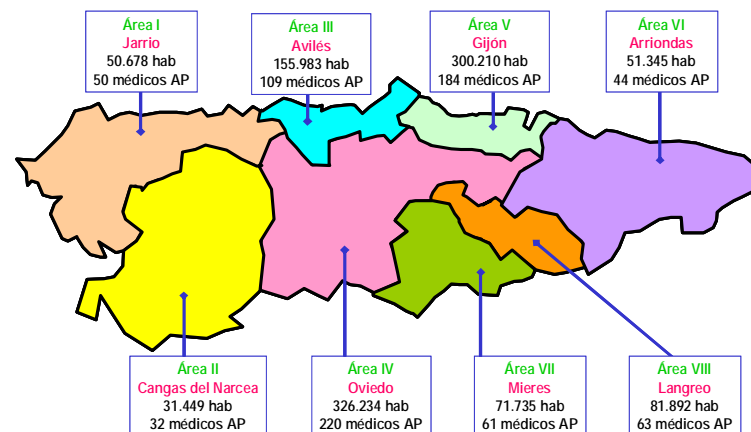 Área I
Jarrio
50.678 hab
50 médicos AP
Área III
Avilés
155.983 hab
109 médicos AP
Área V
Gijón
300.210 hab
184 médicos AP
Área VI
Arriondas
51.345 hab
44 médicos AP
Área II
Cangas del Narcea
31.449 hab
32 médicos AP
Área IV
Oviedo
326.234 hab
220 médicos AP
Área VII
Mieres
71.735 hab
61 médicos AP
Área VIII
Langreo
81.892 hab
63 médicos AP